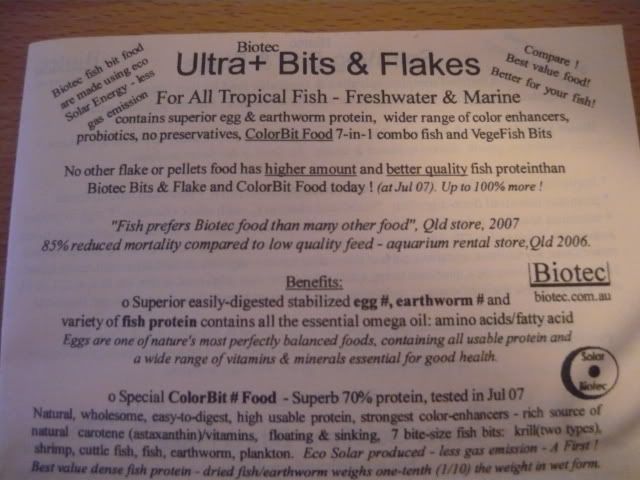 Biotec fish bit food
are made using eco
Solar Energy - less
gas emission
Biotec
Ultra+ Bits & Flakes
Compare !
Best value food!
Better for your fish!
For All Tropical Fish - Freshwater & Marine
contains superior egg & earthworm protein, wider range of color enhancers,
probiotics, no preservatives, ColorBit Food 7-in-1 combo fish and VegeFish Bits
No other flake or pellets food has higher amount and better quality fish proteinthan
Biotec Bits & Flake and ColorBit Food today ! (at Jul 07). Up to 100% more !
"Fish prefers Biotec food than many other food", Qld store, 2007
85% reduced mortality compared to low quality feed - aquarium rental store,Qld 2006.
Benefits:
Biotec
biotec.com.au
o Superior easily-digested stabilized egg #, earthworm # and
variety of fish protein contains all the essential omega oil: amino acids/fatty acid
Eggs are one of nature's most perfectly balanced foods, containing all usable protein and
a wide range of vitamins & minerals essential for good health.
Solar
Biotec
o Special ColorBit # Food - Superb 70% protein, tested in Jul 07
Natural, wholesome, easy-to-digest, high usable protein, strongest color-enhancers - rich source of
natural carotene (astaxanthin)/vitamins, floating & sinking, 7 bite-size fish bits: krill(two types),
shrimp, cuttle fish, fish, earthworm, plankton. Eco Solar produced - less gas emission - A First !
Best value dense fish protein - dried fish/earthworm weighs one-tenth (1/10) the weight in wet form.